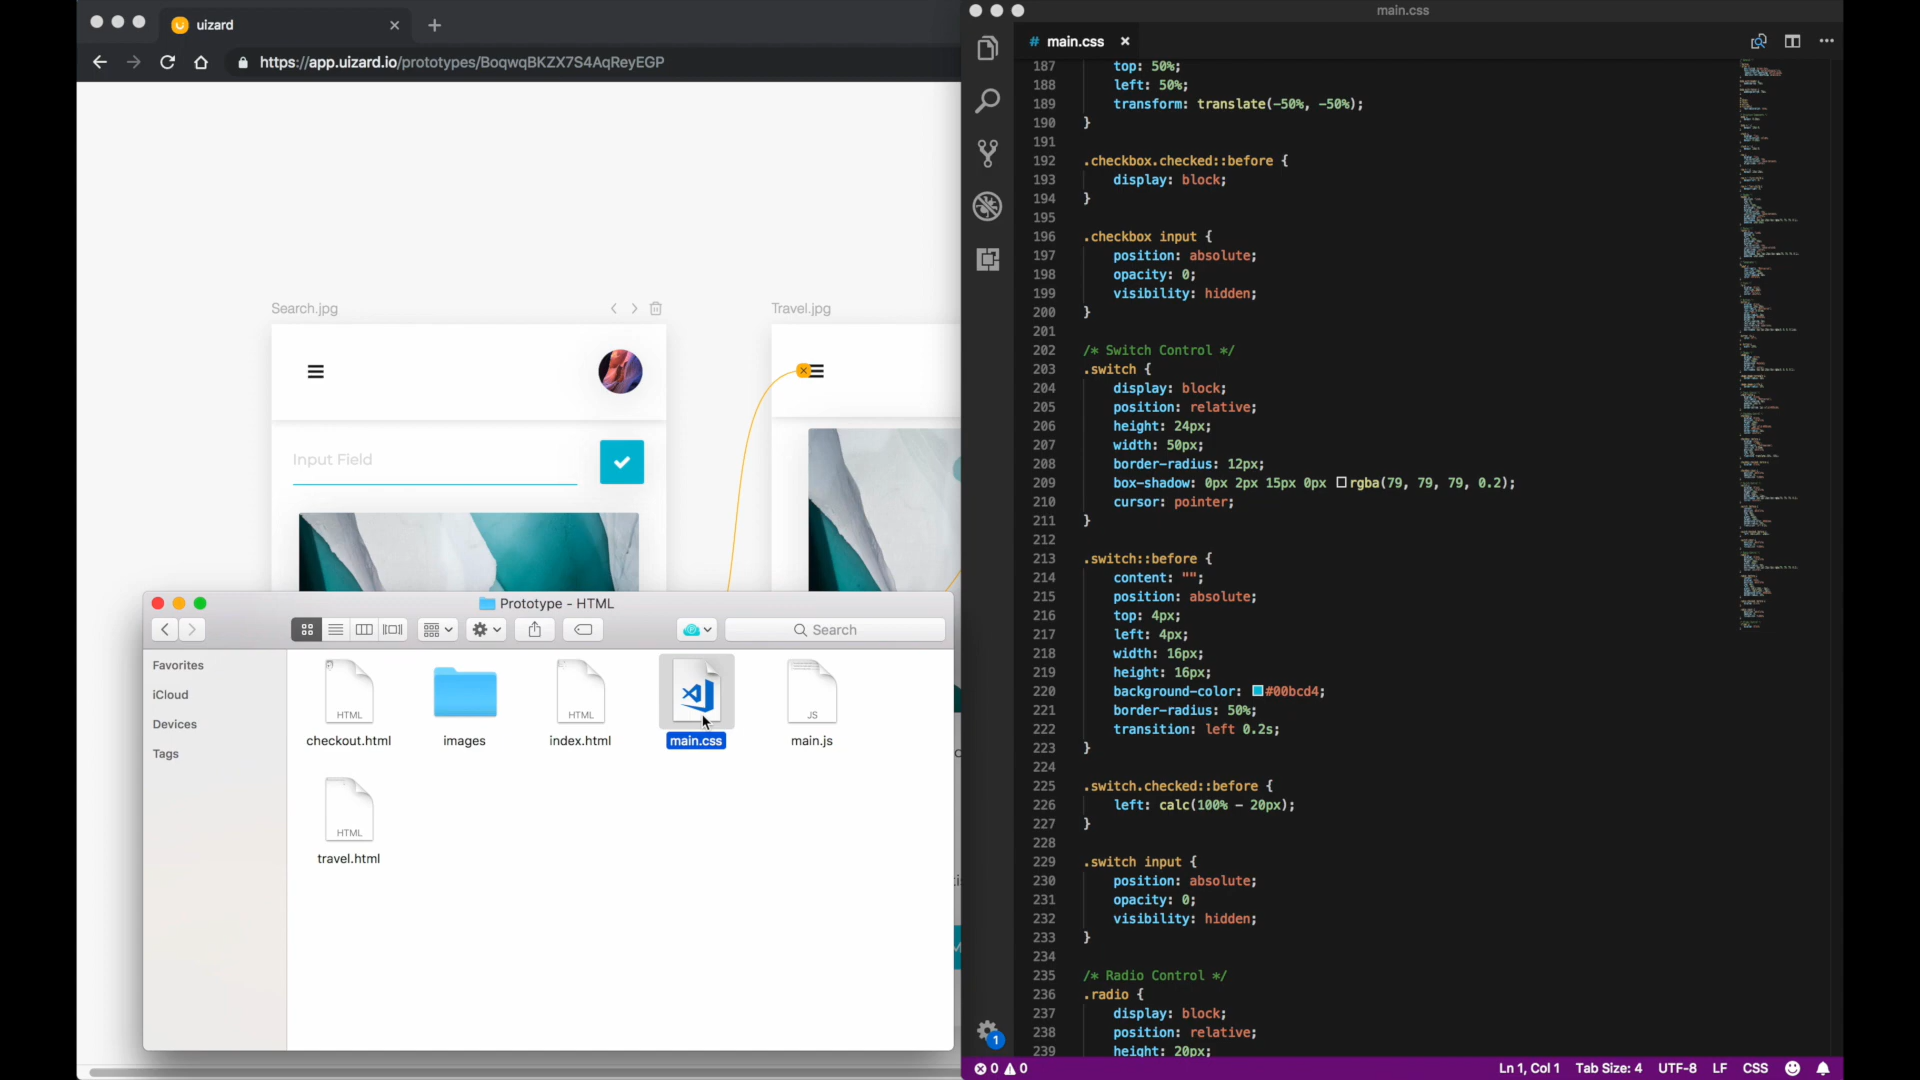 uizard
https://app.uizard.io/prototypes/BoqwqBKZX7S4AqReyEGP
Search.jpg
Travel.jpg
Input Field
Prototype - HTML
Search
Favorites
iCloud
Devices
Tags
HTML
checkout.html
images
HTML
index.html
main.css
JS
main.js
HTML
travel.html
main.css
# main.css
187 top: 50%;
188 left: 50%;
189 transform: translate(-50%, -50%);
190 }
191
192 .checkbox.checked::before {
193 display: block;
194 }
195
196 .checkbox input {
197 position: absolute;
198 opacity: 0;
199 visibility: hidden;
200 }
201
202 /* Switch Control */
203 .switch {
204 display: block;
205 position: relative;
206 height: 24px;
207 width: 50px;
208 border-radius: 12px;
209 box-shadow: 0px 2px 15px 0px rgba(79, 79, 79, 0.2);
210 cursor: pointer;
211 }
212
213 .switch::before {
214 content: "";
215 position: absolute;
216 top: 4px;
217 left: 4px;
218 width: 16px;
219 height: 16px;
220 background-color: #00bcd4;
221 border-radius: 50%;
222 transition: left 0.2s;
223 }
224
225 .switch.checked::before {
226 left: calc(100% - 20px);
227 }
228
229 .switch input {
230 position: absolute;
231 opacity: 0;
232 visibility: hidden;
233 }
234
235 /* Radio Control */
236 .radio {
237 display: block;
238 position: relative;
239 height: 20px;
1
0 0
Ln 1, Col 1 Tab Size: 4 UTF-8 LF CSS